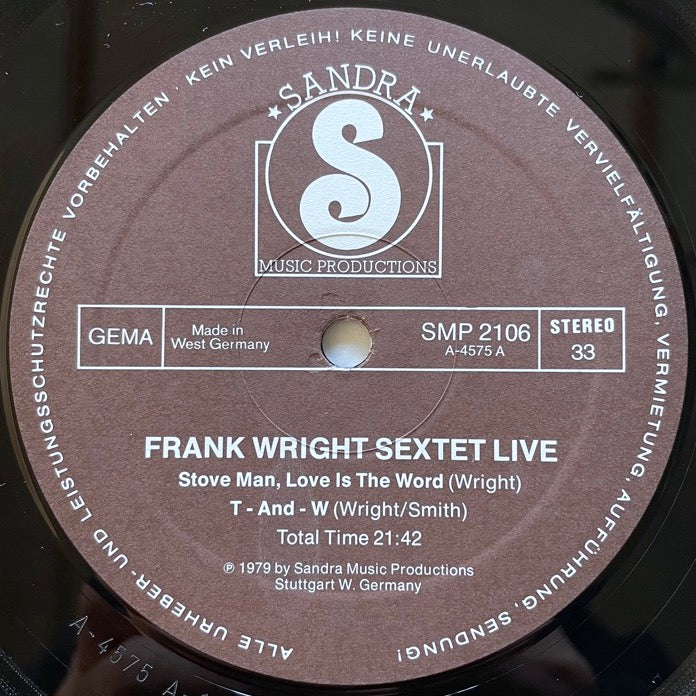 ALLE URHEBER- UND LEISTUNGSSCHUTZRECHTE VORBEHALTEN · KEIN VERLEIH! KEINE UNERLAUBTE VERVIELFÄLTIGUNG, VERMIETUNG, AUFFÜHRUNG, SENDUNG!
SANDRA
S
MUSIC PRODUCTIONS
GEMA
Made in
West Germany
SMP 2106
A-4575 A
STEREO
33
FRANK WRIGHT SEXTET LIVE
Stove Man, Love Is The Word (Wright)
T - And - W (Wright/Smith)
Total Time 21:42
℗ 1979 by Sandra Music Productions
Stuttgart W. Germany
A-4575 A-